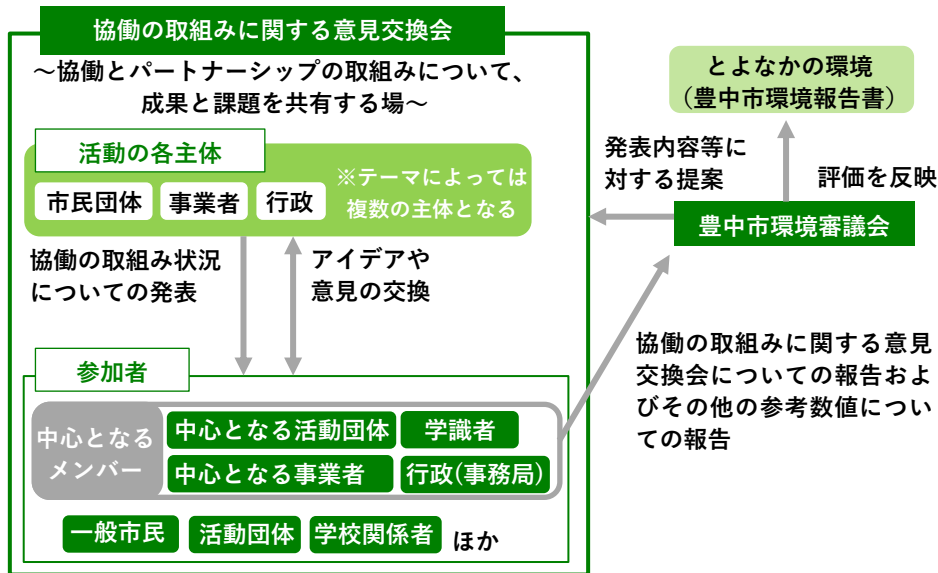 協働の取組みに関する意見交換会
～協働とパートナーシップの取組みについて、
成果と課題を共有する場～
活動の各主体
市民団体
事業者
行政
※テーマによっては
複数の主体となる
協働の取組み状況
についての発表
アイデアや
意見の交換
参加者
中心となる
メンバー
中心となる活動団体
学識者
中心となる事業者
行政(事務局)
一般市民
活動団体
学校関係者
ほか
とよなかの環境
(豊中市環境報告書)
発表内容等に
対する提案
評価を反映
豊中市環境審議会
協働の取組みに関する意見
交換会についての報告およ
びその他の参考数値につい
ての報告